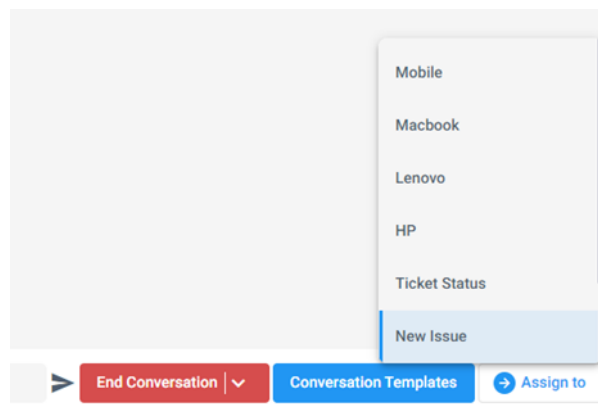 Mobile
Macbook
Lenovo
HP
Ticket Status
New Issue
End Conversation Conversation Templates Assign to